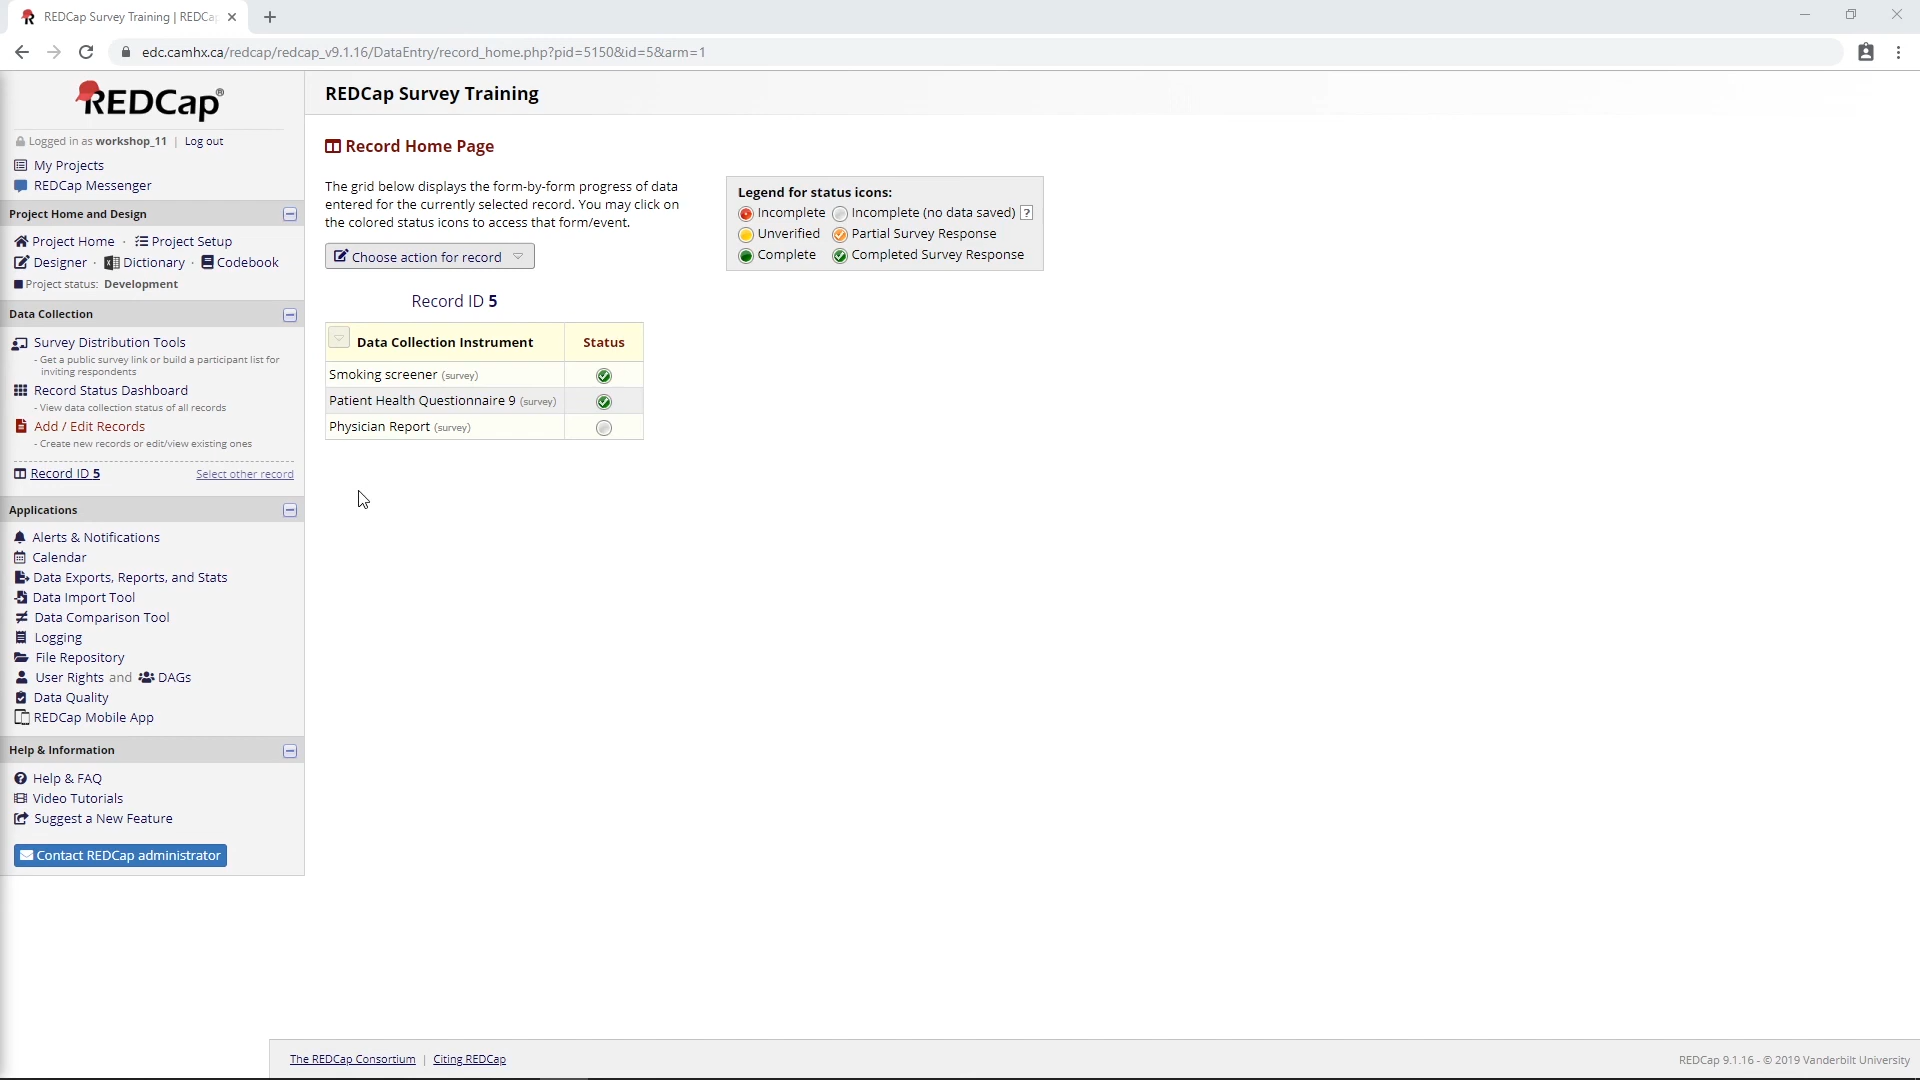 REDCap Survey Training | REDCap
edc.camhx.ca/redcap/redcap_v9.1.16/DataEntry/record_home.php?pid=5150&id=5&arm=1
REDCap®
Logged in as workshop_11 | Log out
My Projects
REDCap Messenger
Project Home and Design
Project Home · Project Setup
Designer · Dictionary · Codebook
Project status: Development
Data Collection
Survey Distribution Tools
- Get a public survey link or build a participant list for
inviting respondents
Record Status Dashboard
- View data collection status of all records
Add / Edit Records
- Create new records or edit/view existing ones
Record ID 5 Select other record
Applications
Alerts & Notifications
Calendar
Data Exports, Reports, and Stats
Data Import Tool
Data Comparison Tool
Logging
File Repository
User Rights and DAGs
Data Quality
REDCap Mobile App
Help & Information
Help & FAQ
Video Tutorials
Suggest a New Feature
Contact REDCap administrator
REDCap Survey Training
Record Home Page
The grid below displays the form-by-form progress of data
entered for the currently selected record. You may click on
the colored status icons to access that form/event.
Choose action for record
Legend for status icons:
Incomplete Incomplete (no data saved) ?
Unverified Partial Survey Response
Complete Completed Survey Response
Record ID 5
Data Collection Instrument Status
Smoking screener (survey)
Patient Health Questionnaire 9 (survey)
Physician Report (survey)
The REDCap Consortium | Citing REDCap
REDCap 9.1.16 - © 2019 Vanderbilt University